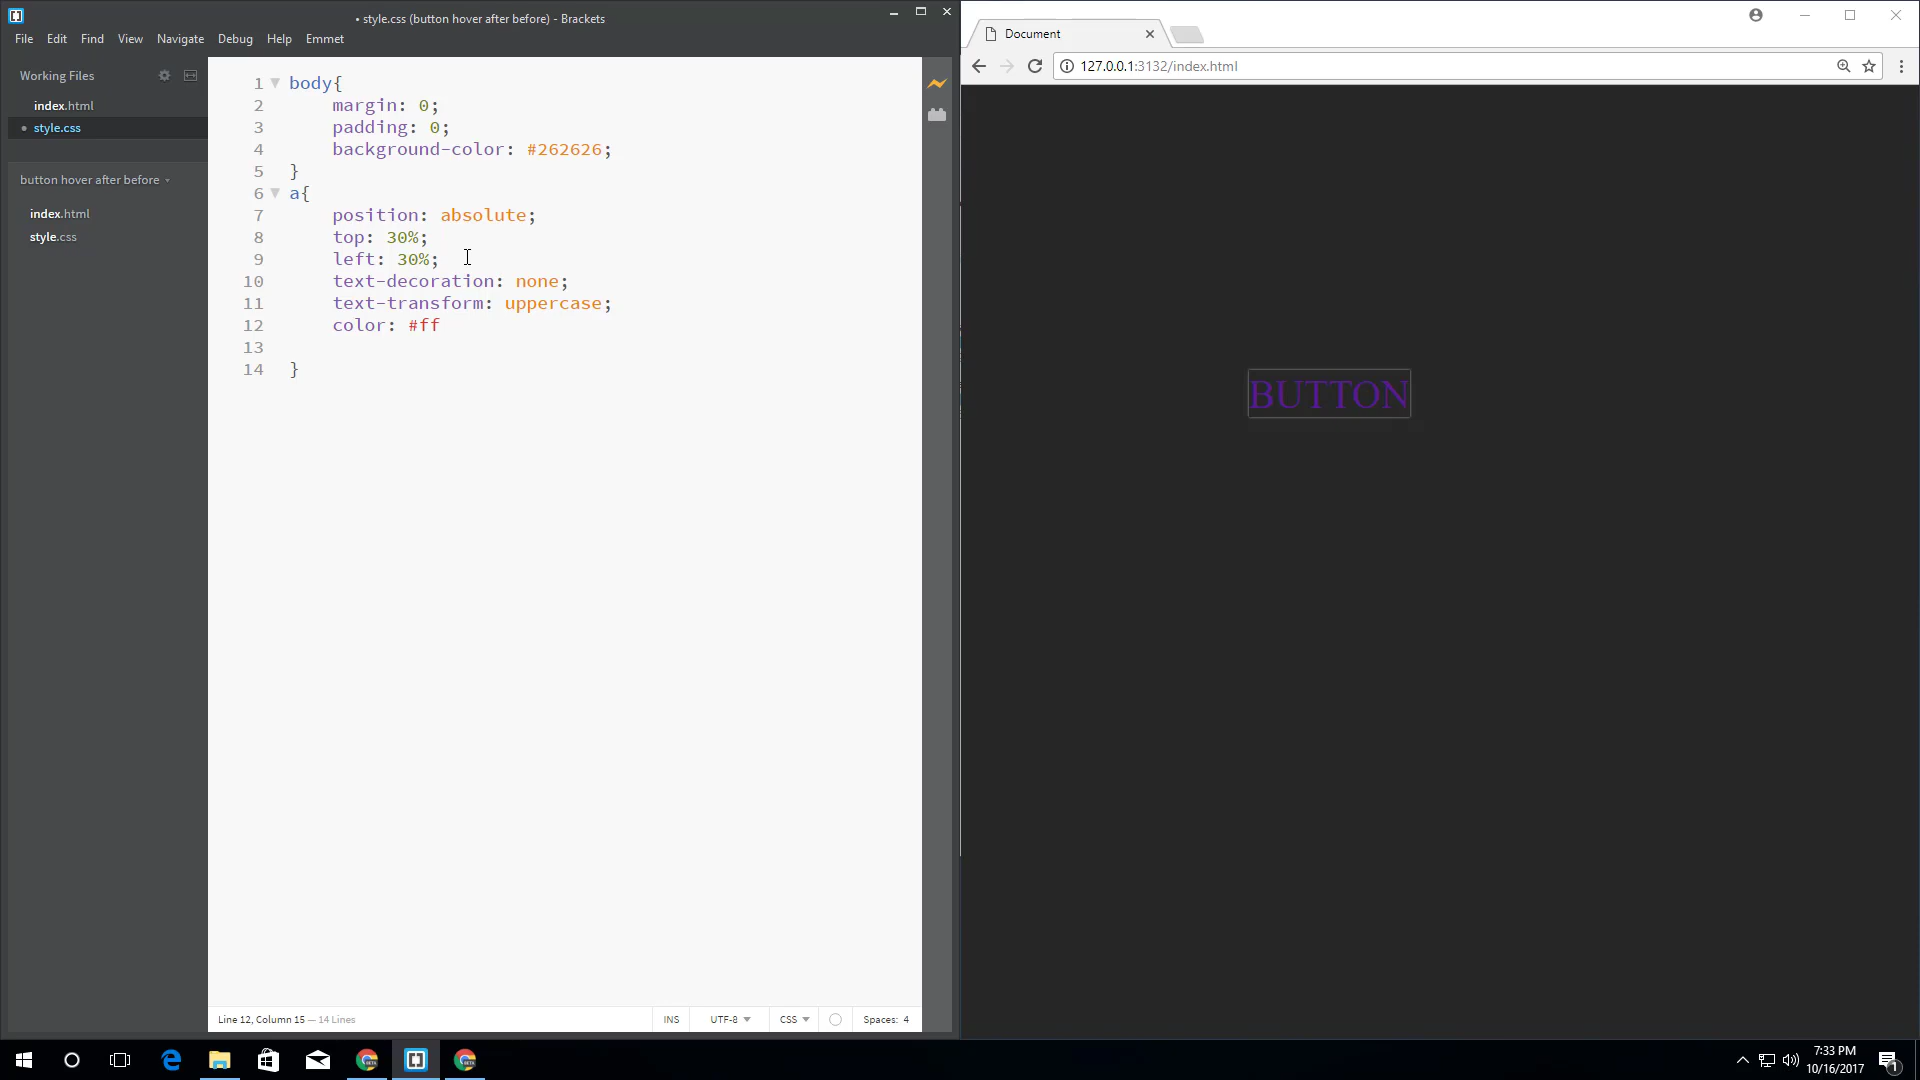 • style.css (button hover after before) - Brackets
File Edit Find View Navigate Debug Help Emmet
Working Files
index.html
• style.css
button hover after before
index.html
style.css
1 body{
2 margin: 0;
3 padding: 0;
4 background-color: #262626;
5 }
6 a{
7 position: absolute;
8 top: 30%;
9 left: 30%;
10 text-decoration: none;
11 text-transform: uppercase;
12 color: #ff
13
14 }
Line 12, Column 15 — 14 Lines
INS UTF-8 CSS Spaces: 4
Document
127.0.0.1:3132/index.html
BUTTON
7:33 PM
10/16/2017
1